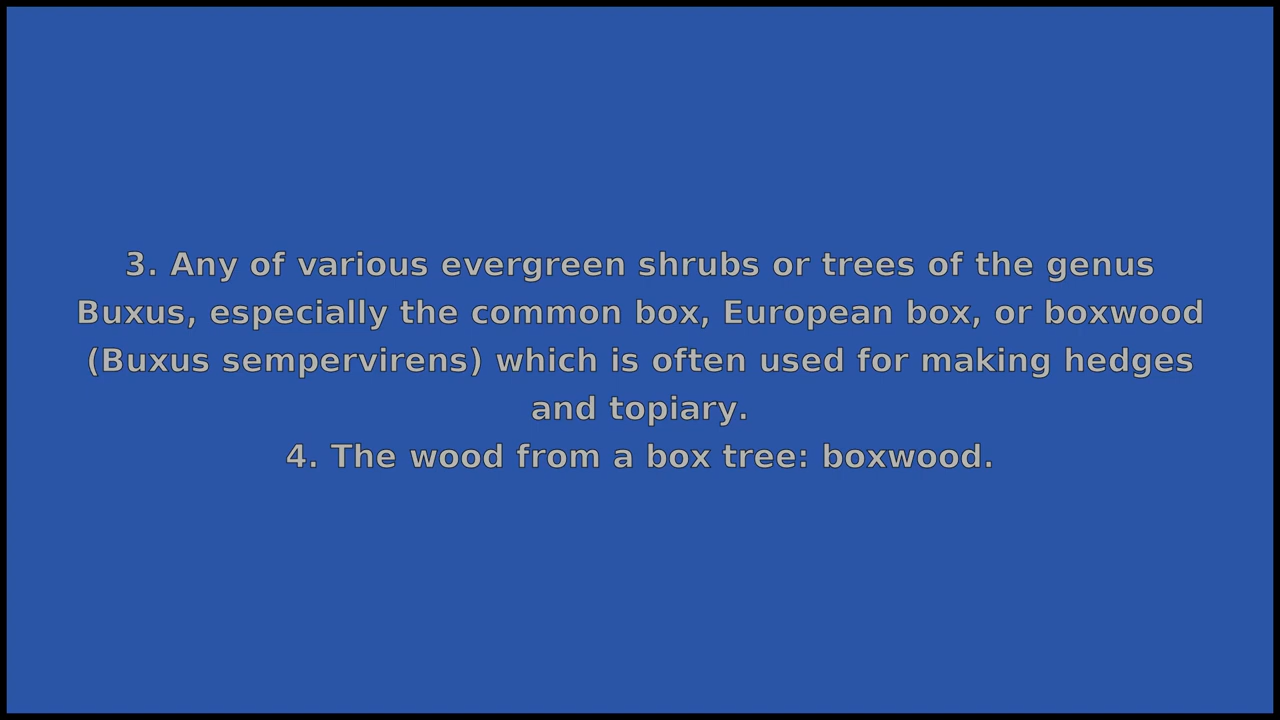 3. Any of various evergreen shrubs or trees of the genus
Buxus, especially the common box, European box, or boxwood
(Buxus sempervirens) which is often used for making hedges
and topiary.
4. The wood from a box tree: boxwood.